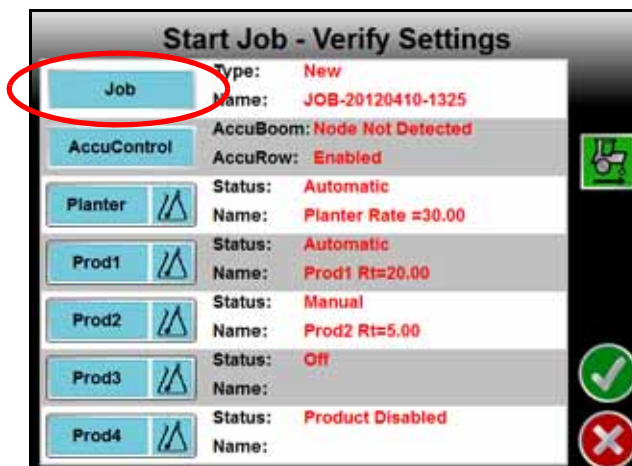 Start Job - Verify Settings
Job
Type: New
Name: JOB-20120410-1325
AccuControl
AccuBoom: Node Not Detected
AccuRow: Enabled
Planter
Status: Automatic
Name: Planter Rate =30.00
Prod1
Status: Automatic
Name: Prod1 Rt=20.00
Prod2
Status: Manual
Name: Prod2 Rt=5.00
Prod3
Status: Off
Name:
Prod4
Status: Product Disabled
Name: